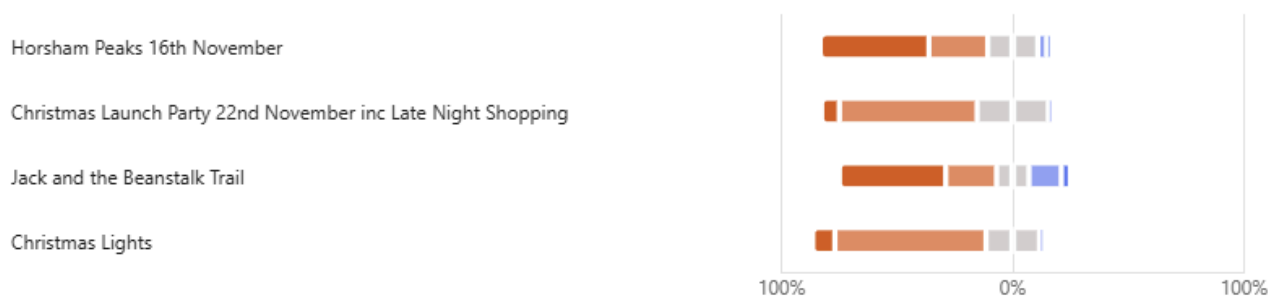 Horsham Peaks 16th November
Christmas Launch Party 22nd November inc Late Night Shopping
Jack and the Beanstalk Trail
Christmas Lights
100% 0% 100%